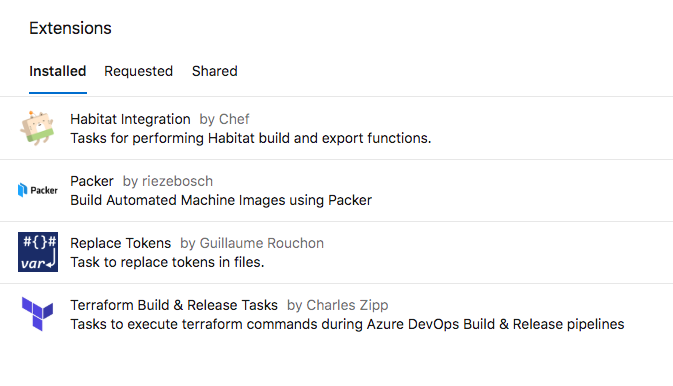 Extensions
Installed Requested Shared
Habitat Integration by Chef
Tasks for performing Habitat build and export functions.
Packer
Packer by riezebosch
Build Automated Machine Images using Packer
#{}#
var
Replace Tokens by Guillaume Rouchon
Task to replace tokens in files.
Terraform Build & Release Tasks by Charles Zipp
Tasks to execute terraform commands during Azure DevOps Build & Release pipelines